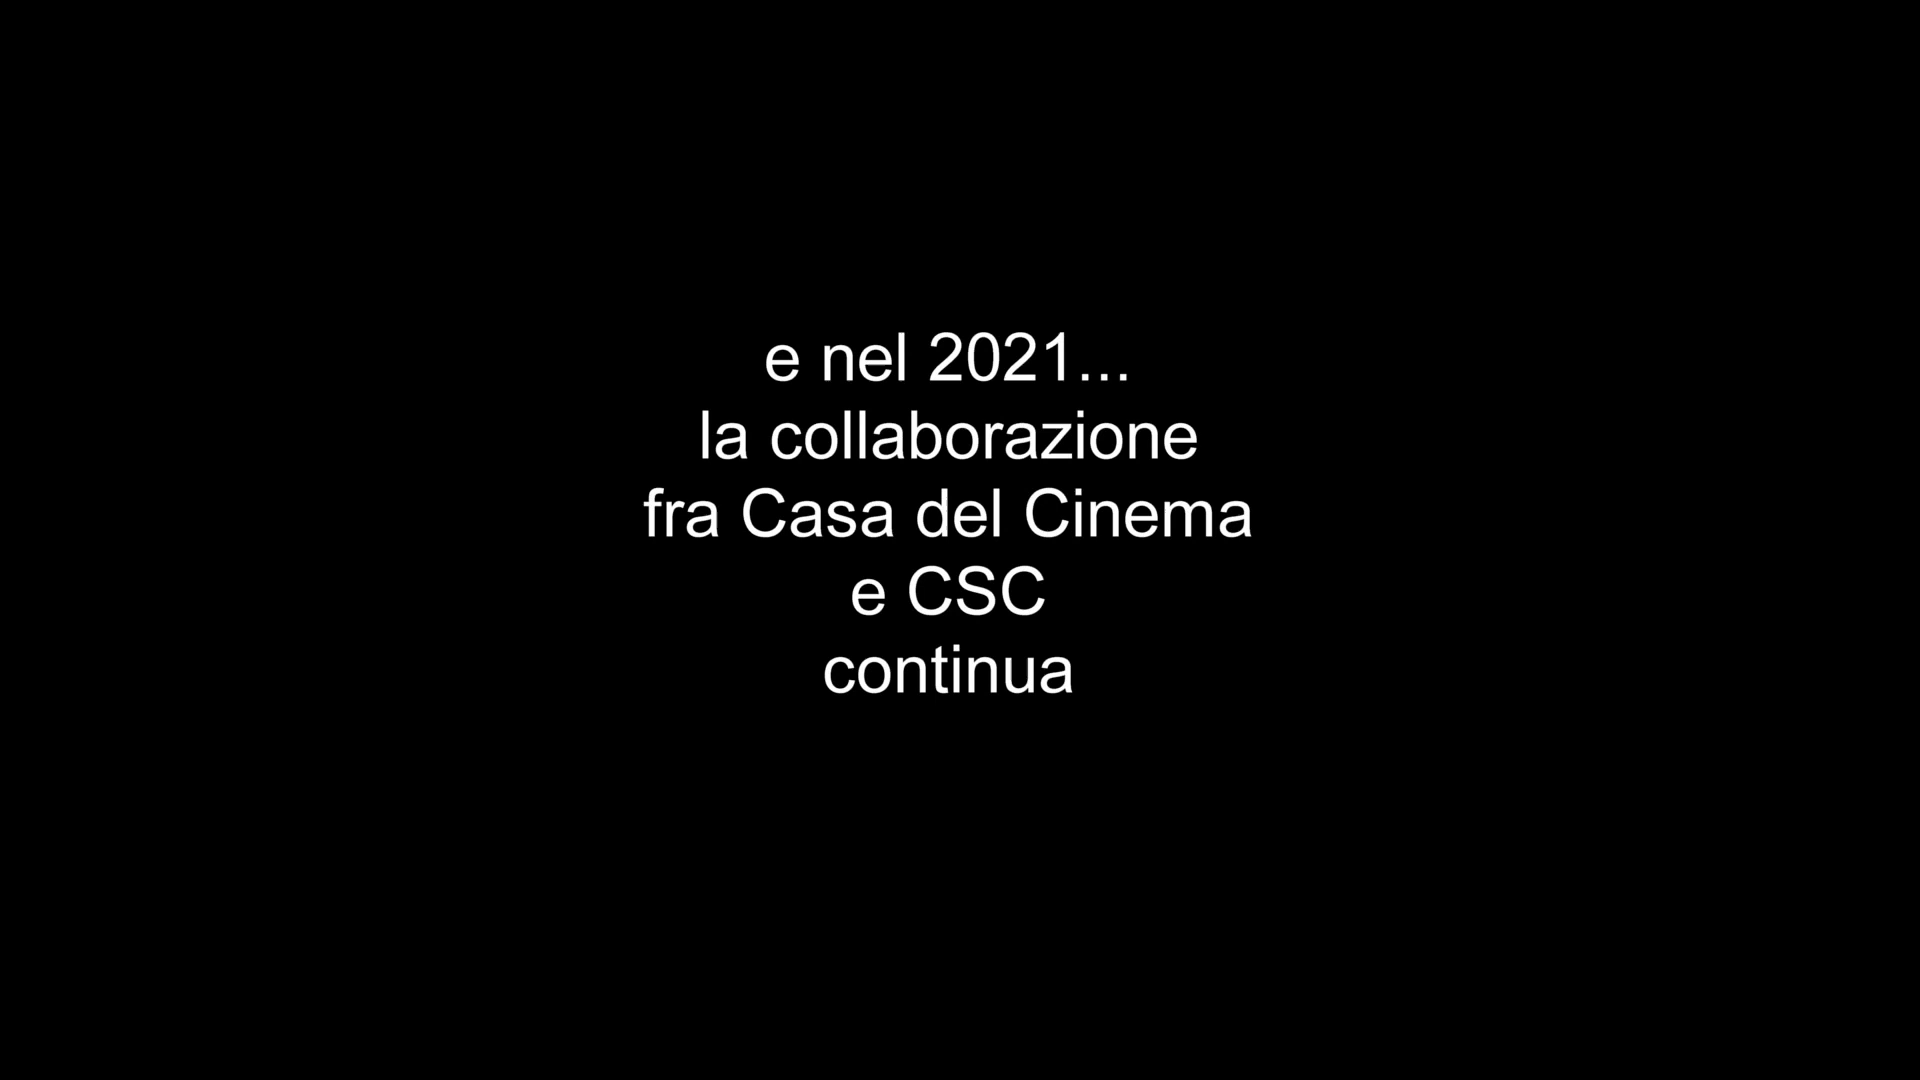 e nel 2021...
la collaborazione
fra Casa del Cinema
e CSC
continua